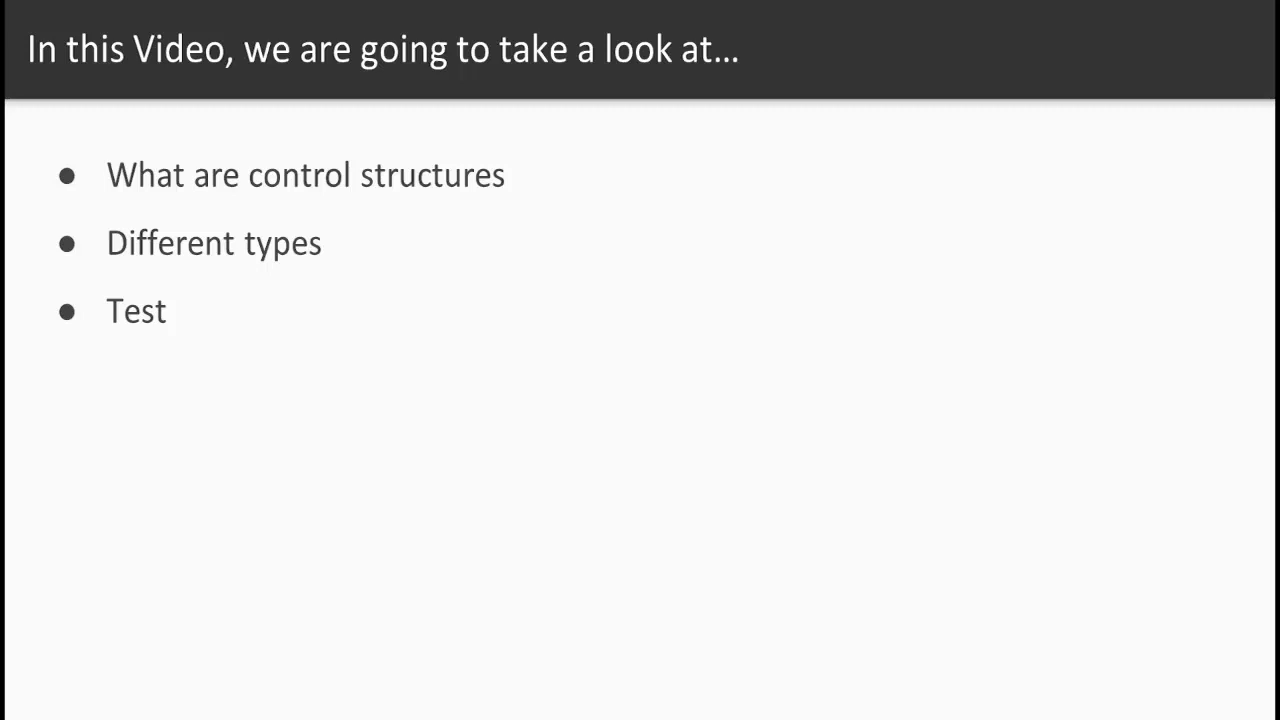 In this Video, we are going to take a look at...
● What are control structures
● Different types
● Test